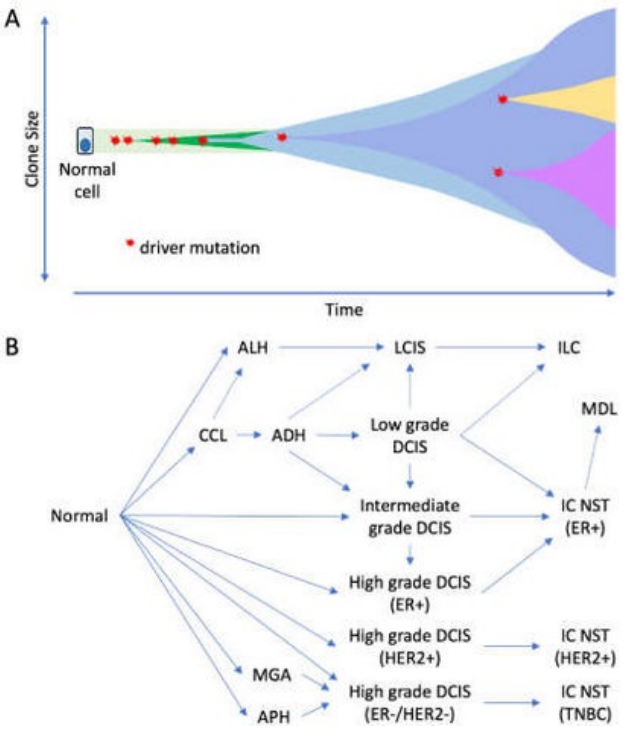 A
Clone Size
Normal
cell
driver mutation
Time
B
ALH
LCIS
ILC
MDL
CCL
ADH
Low grade
DCIS
Normal
Intermediate
grade DCIS
IC NST
(ER+)
High grade DCIS
(ER+)
High grade DCIS
(HER2+)
IC NST
(HER2+)
MGA
APH
High grade DCIS
(ER-/HER2-)
IC NST
(TNBC)